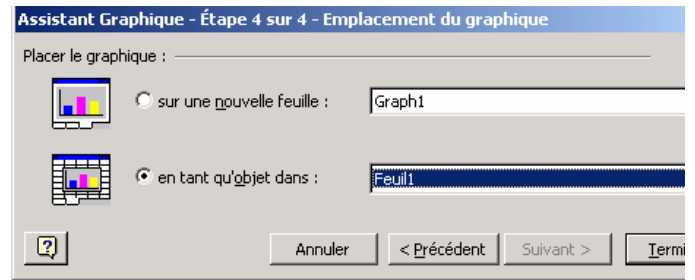 Assistant Graphique - Étape 4 sur 4 - Emplacement du graphique
Placer le graphique :
sur une nouvelle feuille : Graph1
en tant qu'objet dans : Feuil1
? Annuler < Précédent Suivant > Termi